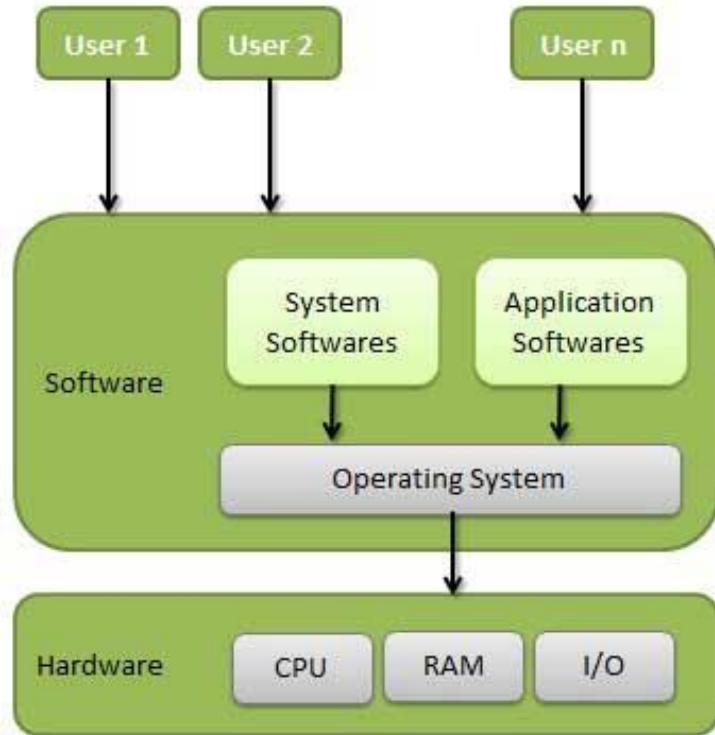 User 1
User 2
User n
System
Softwares
Application
Softwares
Software
Operating System
Hardware
CPU
RAM
I/O